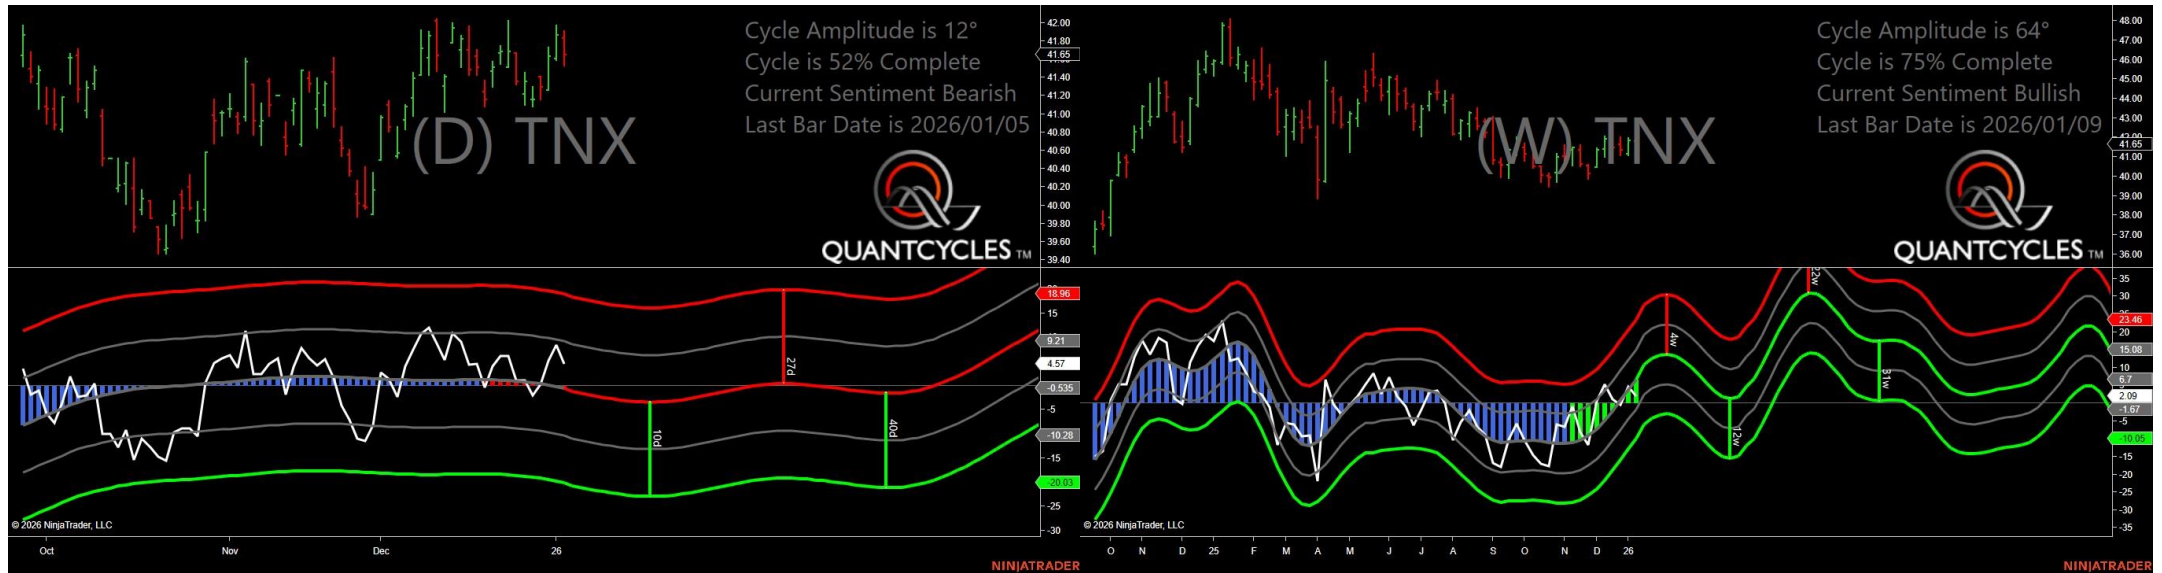 Cycle Amplitude is 12°
Cycle is 52% Complete
Current Sentiment Bearish
Last Bar Date is 2026/01/05
(D) TNX
QUANTCYCLES TM
42.00
41.80
41.65
41.40
41.20
41.00
40.80
40.60
40.40
40.20
40.00
39.80
39.60
39.40
18.96
15
9.21
4.57
-0.535
-5
-10.28
-15
-20.03
-25
-30
27d
10d
40d
© 2026 NinjaTrader, LLC
Oct Nov Dec 26
NINJATRADER
Cycle Amplitude is 64°
Cycle is 75% Complete
Current Sentiment Bullish
Last Bar Date is 2026/01/09
(W) TNX
QUANTCYCLES TM
48.00
47.00
46.00
45.00
44.00
43.00
42.00
41.65
41.00
40.00
39.00
38.00
37.00
36.00
35
30
23.46
20
15.08
10
6.7
2.09
-1.67
-5
-10.05
-15
-20
-25
-30
-35
4w
12w
22w
31w
© 2026 NinjaTrader, LLC
O N D 25 F M A M J J A S O N D 26
NINJATRADER